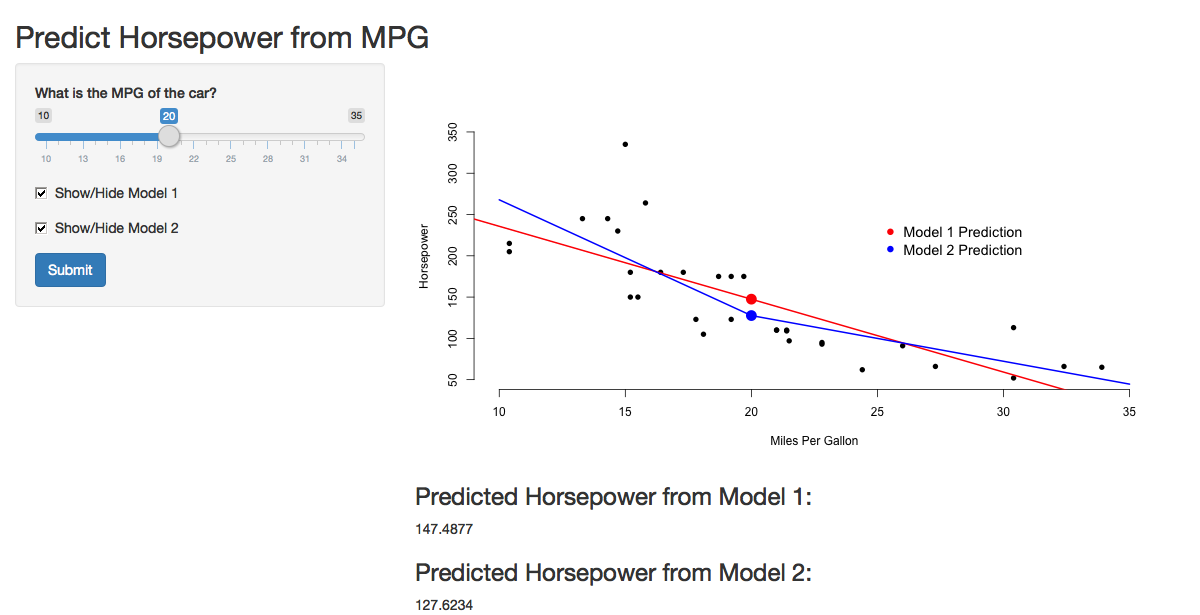 Predict Horsepower from MPG
What is the MPG of the car?
10 20 35
10 13 16 19 22 25 28 31 34
Show/Hide Model 1
Show/Hide Model 2
Submit
Horsepower
350
300
250
200
150
100
50
Model 1 Prediction
Model 2 Prediction
10 15 20 25 30 35
Miles Per Gallon
Predicted Horsepower from Model 1:
147.4877
Predicted Horsepower from Model 2:
127.6234